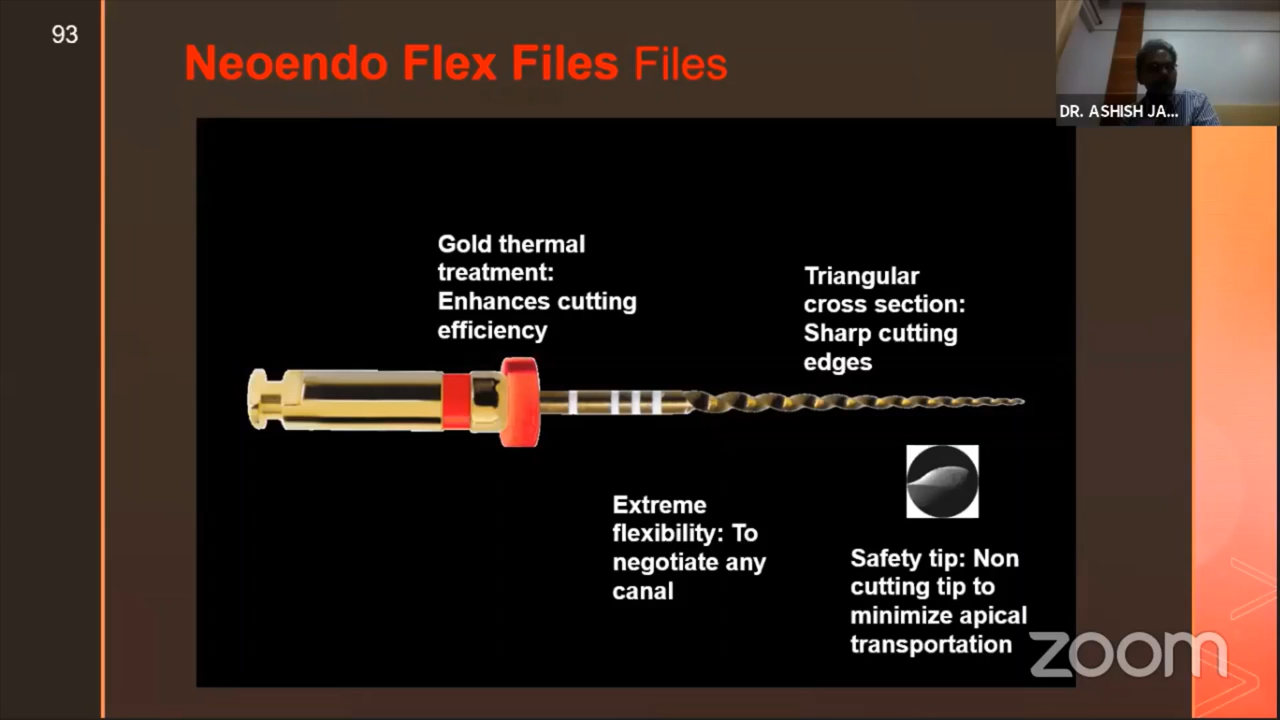 93
Neoendo Flex Files Files
DR. ASHISH JA...
Gold thermal
treatment:
Enhances cutting
efficiency
Triangular
cross section:
Sharp cutting
edges
Extreme
flexibility: To
negotiate any
canal
Safety tip: Non
cutting tip to
minimize apical
transportation
zoom